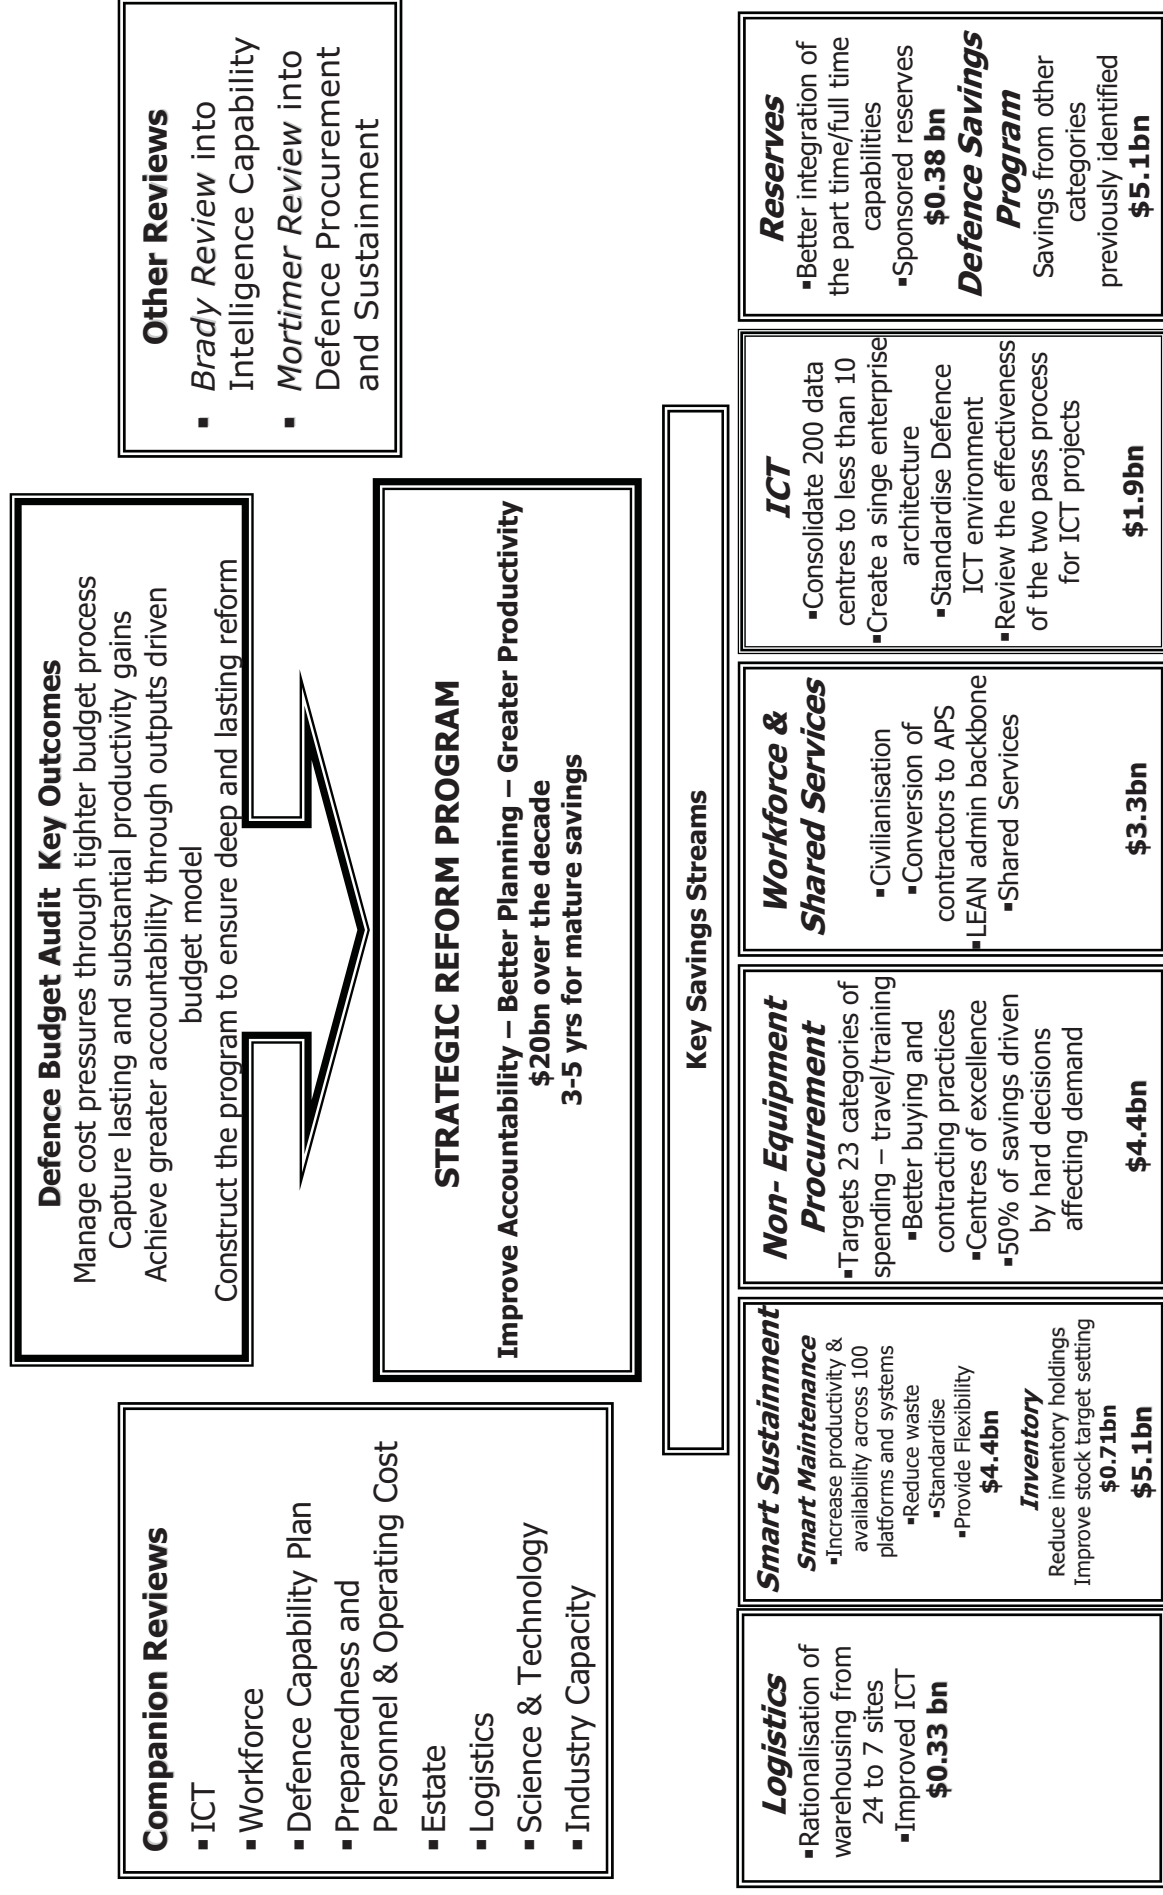 Companion Reviews
▪ICT
▪Workforce
▪Defence Capability Plan
▪Preparedness and
Personnel & Operating Cost
▪Estate
▪Logistics
▪Science & Technology
▪Industry Capacity
Defence Budget Audit Key Outcomes
Manage cost pressures through tighter budget process
Capture lasting and substantial productivity gains
Achieve greater accountability through outputs driven
budget model
Construct the program to ensure deep and lasting reform
Other Reviews
▪ Brady Review into
Intelligence Capability
▪ Mortimer Review into
Defence Procurement
and Sustainment
STRATEGIC REFORM PROGRAM
Improve Accountability – Better Planning – Greater Productivity
$20bn over the decade
3-5 yrs for mature savings
Key Savings Streams
Logistics
▪Rationalisation of
warehousing from
24 to 7 sites
▪Improved ICT
$0.33 bn
Smart Sustainment
Smart Maintenance
▪Increase productivity &
availability across 100
platforms and systems
▪Reduce waste
▪Standardise
▪Provide Flexibility
$4.4bn
Inventory
Reduce inventory holdings
Improve stock target setting
$0.71bn
$5.1bn
Non- Equipment
Procurement
▪Targets 23 categories of
spending – travel/training
▪Better buying and
contracting practices
▪Centres of excellence
▪50% of savings driven
by hard decisions
affecting demand
$4.4bn
Workforce &
Shared Services
▪Civilianisation
▪Conversion of
contractors to APS
▪LEAN admin backbone
▪Shared Services
$3.3bn
ICT
▪Consolidate 200 data
centres to less than 10
▪Create a singe enterprise
architecture
▪Standardise Defence
ICT environment
▪Review the effectiveness
of the two pass process
for ICT projects
$1.9bn
Reserves
▪Better integration of
the part time/full time
capabilities
▪Sponsored reserves
$0.38 bn
Defence Savings
Program
Savings from other
categories
previously identified
$5.1bn